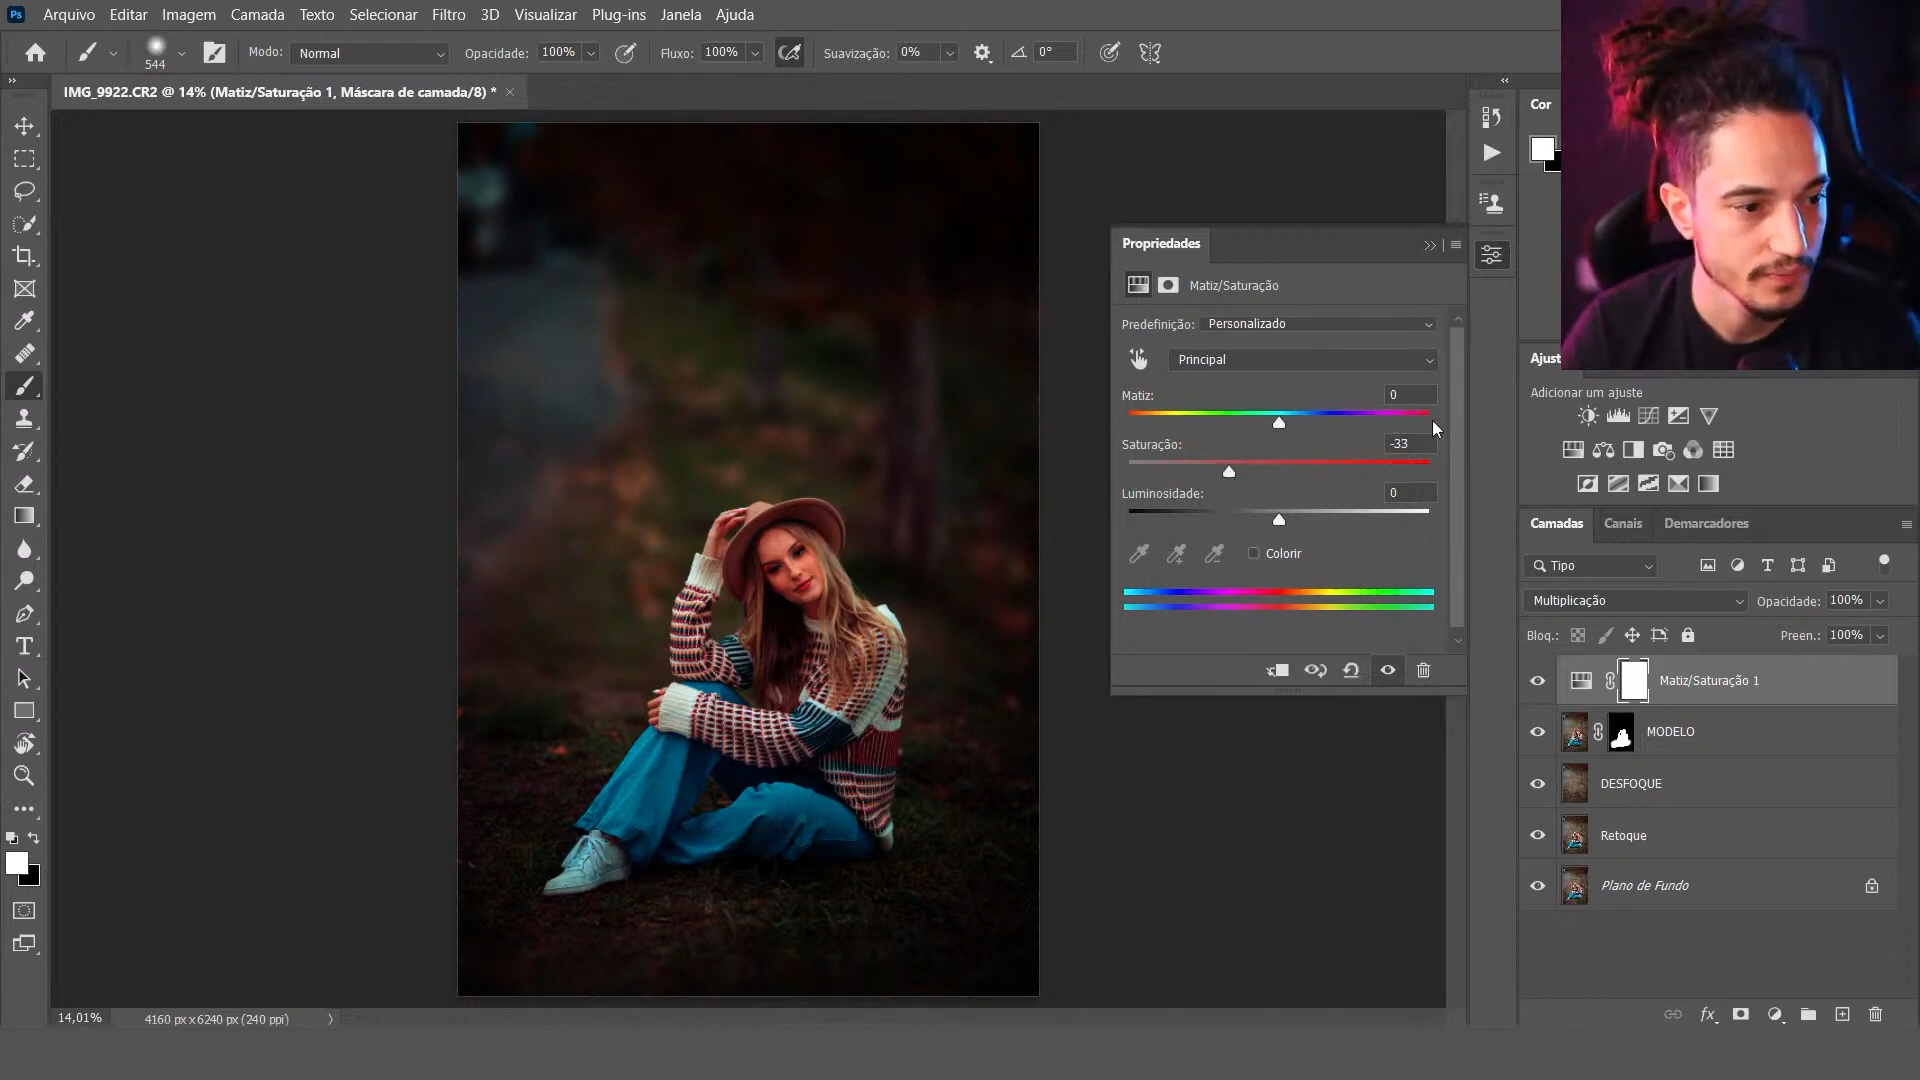 Ps Arquivo Editar Imagem Camada Texto Selecionar Filtro 3D Visualizar Plug-ins Janela Ajuda
544 Modo: Normal Opacidade: 100% Fluxo: 100% Suavização: 0% 0°
IMG_9922.CR2 @ 14% (Matiz/Saturação 1, Máscara de camada/8) *
Cor
Propriedades
Matiz/Saturação
Predefinição: Personalizado
Principal
Matiz: 0
Saturação: -33
Luminosidade: 0
Colorir
Ajust
Adicionar um ajuste
Camadas Canais Demarcadores
Tipo
Multiplicação Opacidade: 100%
Bloq.: Preen.: 100%
Matiz/Saturação 1
MODELO
DESFOQUE
Retoque
Plano de Fundo
fx
14,01% 4160 px x 6240 px (240 ppi)